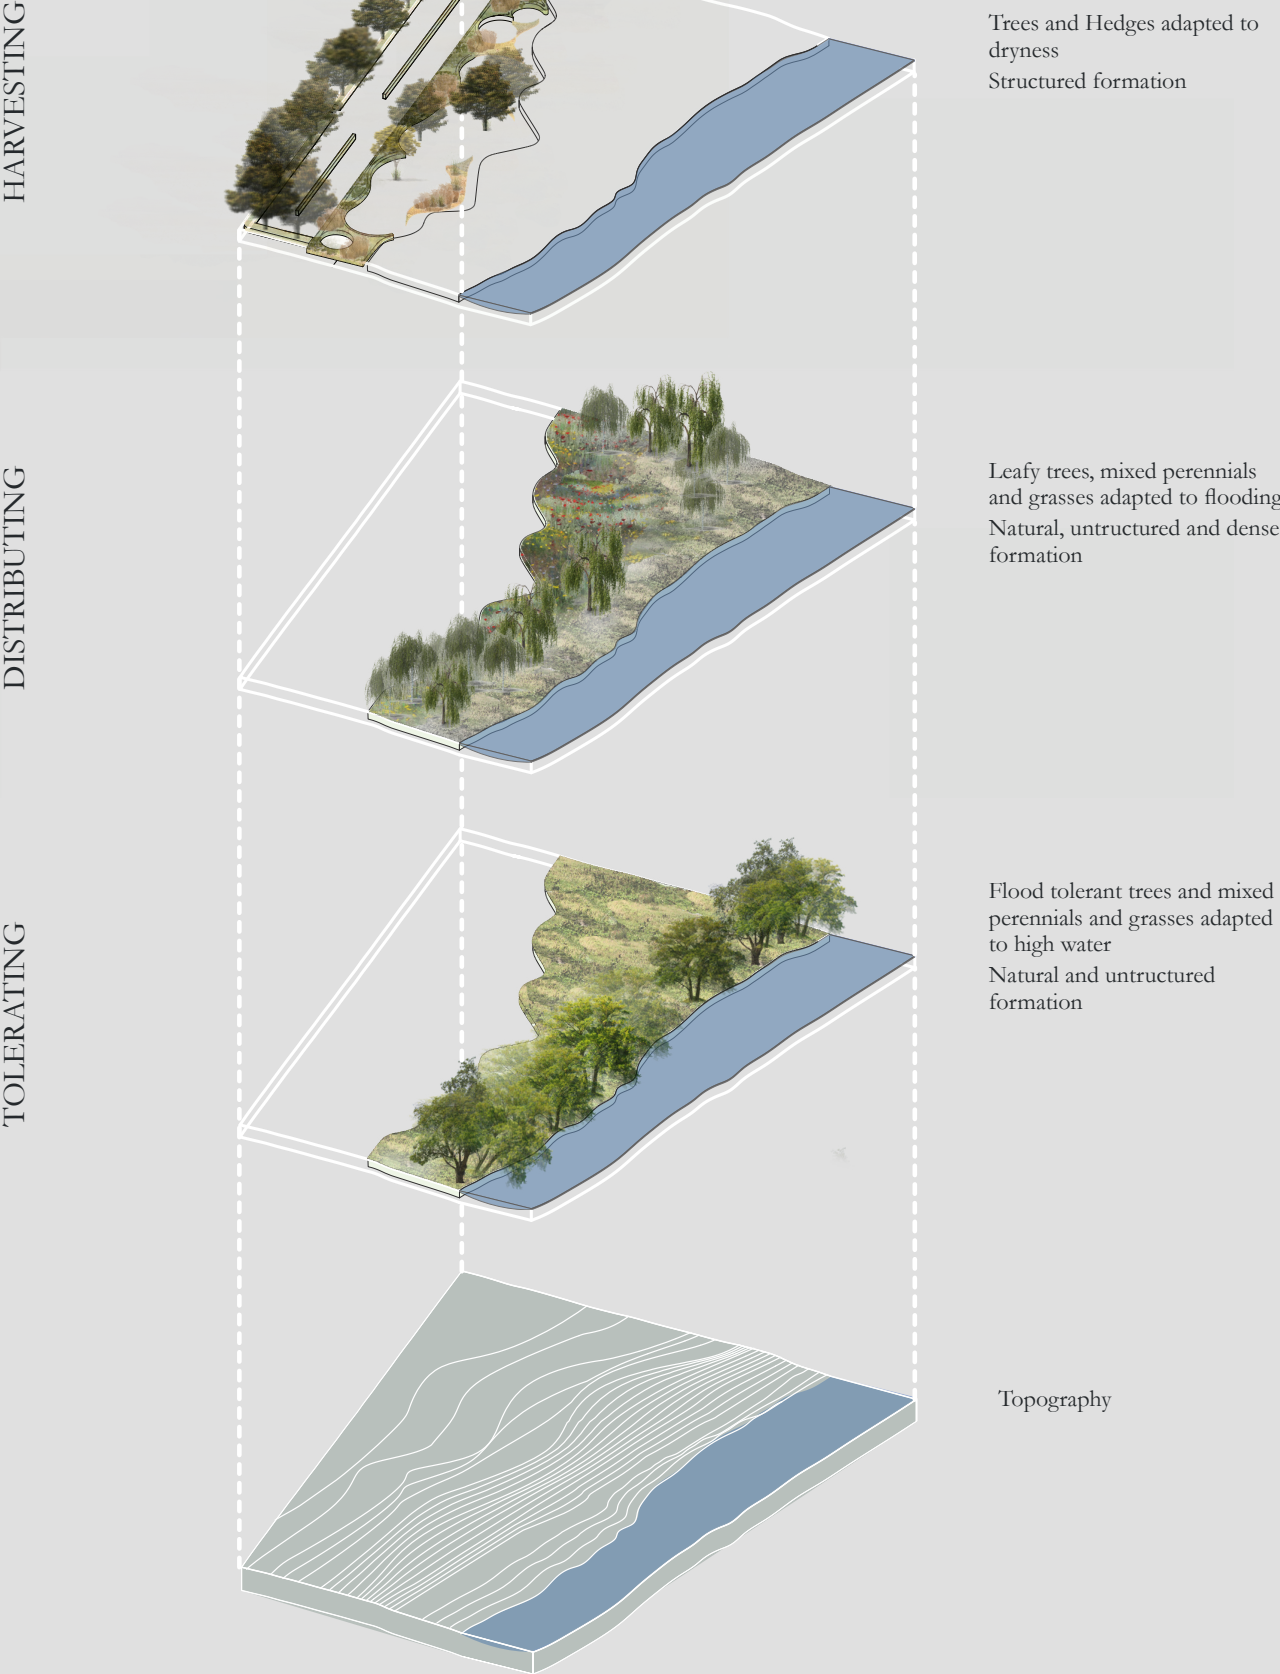 HARVESTING
Trees and Hedges adapted to
dryness
Structured formation
DISTRIBUTING
Leafy trees, mixed perennials
and grasses adapted to flooding
Natural, untructured and dense
formation
TOLERATING
Flood tolerant trees and mixed
perennials and grasses adapted
to high water
Natural and untructured
formation
Topography